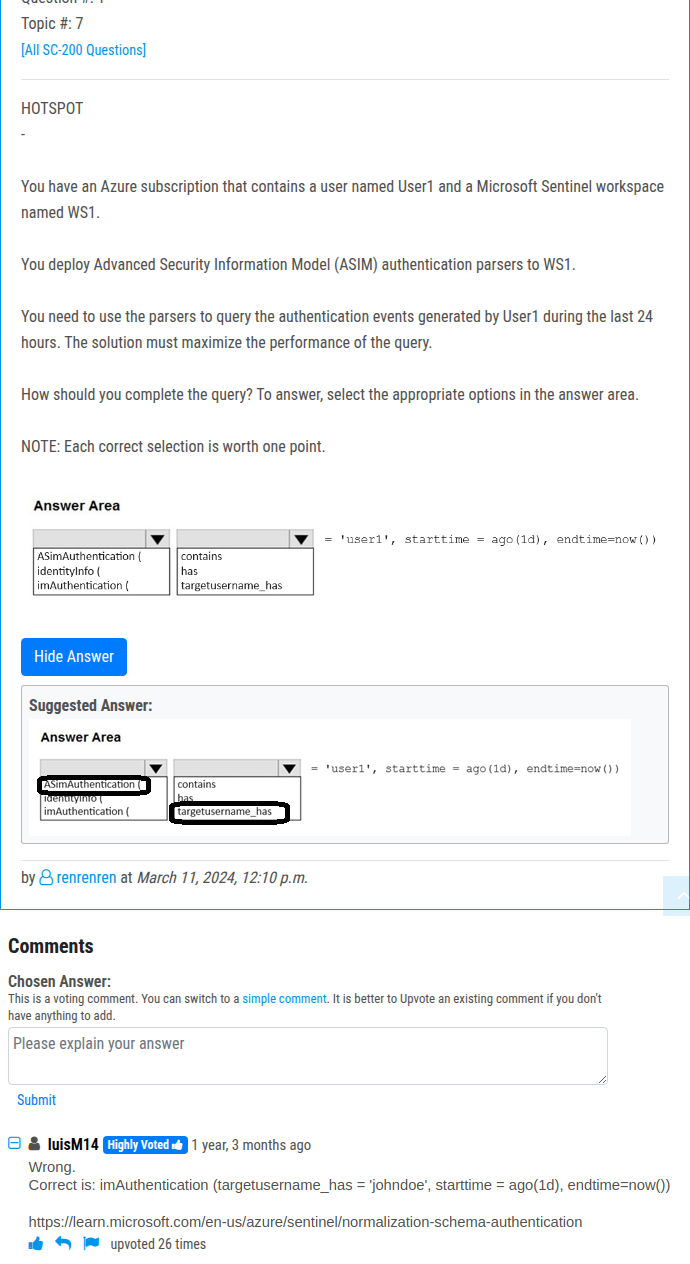 Topic #: 7
[All SC-200 Questions]
HOTSPOT
-
You have an Azure subscription that contains a user named User1 and a Microsoft Sentinel workspace
named WS1.
You deploy Advanced Security Information Model (ASIM) authentication parsers to WS1.
You need to use the parsers to query the authentication events generated by User1 during the last 24
hours. The solution must maximize the performance of the query.
How should you complete the query? To answer, select the appropriate options in the answer area.
NOTE: Each correct selection is worth one point.
Answer Area
= 'user1', starttime = ago(1d), endtime=now())
ASimAuthentication ( contains
identityInfo ( has
imAuthentication ( targetusername_has
Hide Answer
Suggested Answer:
Answer Area
= 'user1', starttime = ago(1d), endtime=now())
ASimAuthentication ( contains
identityInfo ( has
imAuthentication ( targetusername_has
by renrenren at March 11, 2024, 12:10 p.m.
Comments
Chosen Answer:
This is a voting comment. You can switch to a simple comment. It is better to Upvote an existing comment if you don't
have anything to add.
Please explain your answer
Submit
luisM14 Highly Voted 1 year, 3 months ago
Wrong.
Correct is: imAuthentication (targetusername_has = 'johndoe', starttime = ago(1d), endtime=now())
https://learn.microsoft.com/en-us/azure/sentinel/normalization-schema-authentication
upvoted 26 times